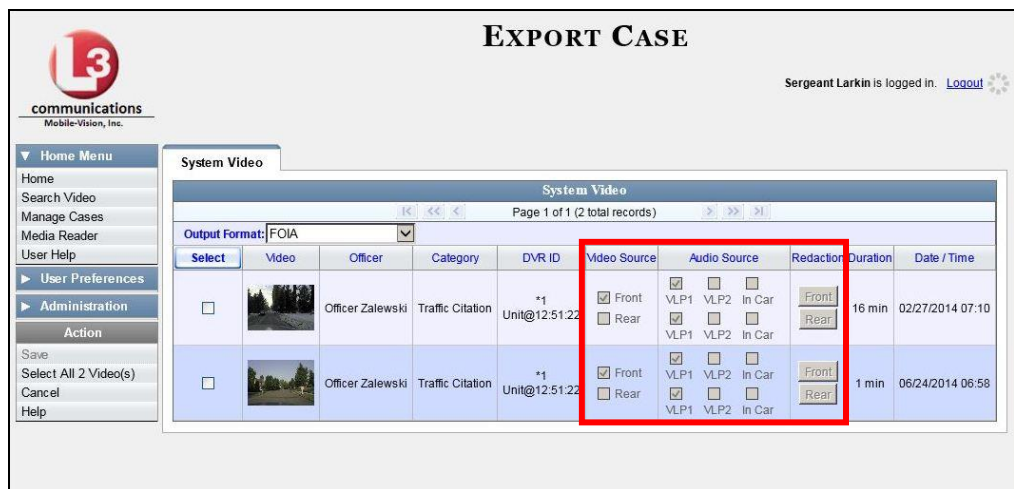 EXPORT CASE
L3
communications
Mobile-Vision, Inc.
Sergeant Larkin is logged in. Logout
Home Menu
Home
Search Video
Manage Cases
Media Reader
User Help
User Preferences
Administration
Action
Save
Select All 2 Video(s)
Cancel
Help
System Video
System Video
Page 1 of 1 (2 total records)
Output Format: FOIA
Select Video Officer Category DVR ID Video Source Audio Source Redaction Duration Date / Time
Officer Zalewski Traffic Citation *1 Unit@12:51:22 Front Rear VLP1 VLP2 In Car VLP1 VLP2 In Car Front Rear 16 min 02/27/2014 07:10
Officer Zalewski Traffic Citation *1 Unit@12:51:22 Front Rear VLP1 VLP2 In Car VLP1 VLP2 In Car Front Rear 1 min 06/24/2014 06:58